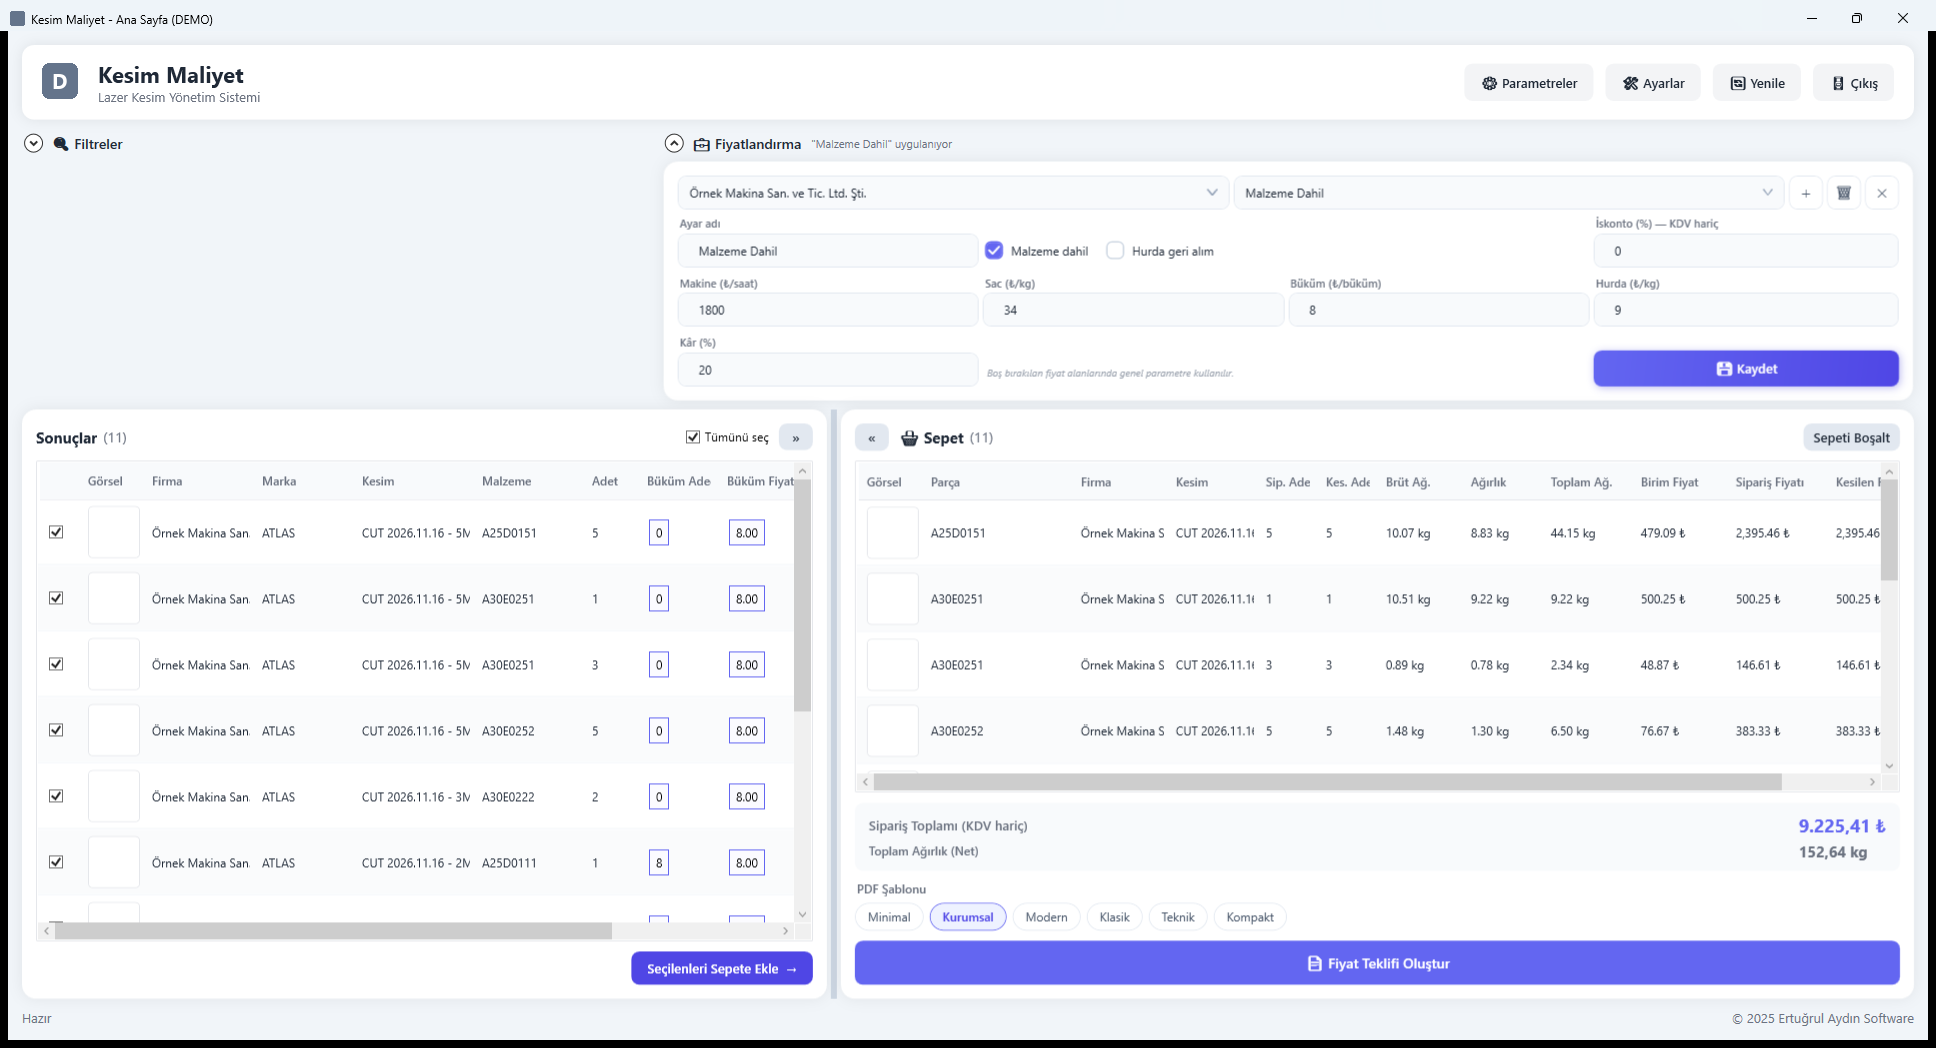 Kesim Maliyet - Ana Sayfa (DEMO)
D
Kesim Maliyet
Lazer Kesim Yönetim Sistemi
Parametreler
Ayarlar
Yenile
Çıkış
Filtreler
Fiyatlandırma "Malzeme Dahil" uygulanıyor
Örnek Makina San. ve Tic. Ltd. Şti.
Malzeme Dahil
Ayar adı
İskonto (%) — KDV hariç
Malzeme Dahil
Malzeme dahil
Hurda geri alım
0
Makine (₺/saat) Sac (₺/kg) Büküm (₺/büküm) Hurda (₺/kg)
1800 34 8 9
Kâr (%)
20
Boş bırakılan fiyat alanlarında genel parametre kullanılır.
Kaydet
Sonuçlar (11)
Tümünü seç
»
Görsel Firma Marka Kesim Malzeme Adet Büküm Ade Büküm Fiyat
Örnek Makina San. ATLAS CUT 2026.11.16 - 5M A25D0151 5 0 8.00
Örnek Makina San. ATLAS CUT 2026.11.16 - 5M A30E0251 1 0 8.00
Örnek Makina San. ATLAS CUT 2026.11.16 - 5M A30E0251 3 0 8.00
Örnek Makina San. ATLAS CUT 2026.11.16 - 5M A30E0252 5 0 8.00
Örnek Makina San. ATLAS CUT 2026.11.16 - 3M A30E0222 2 0 8.00
Örnek Makina San. ATLAS CUT 2026.11.16 - 2M A25D0111 1 8 8.00
Seçilenleri Sepete Ekle →
«
Sepet (11)
Sepeti Boşalt
Görsel Parça Firma Kesim Sip. Ade Kes. Ade Brüt Ağ. Ağırlık Toplam Ağ. Birim Fiyat Sipariş Fiyatı Kesilen F
A25D0151 Örnek Makina S CUT 2026.11.16 5 5 10.07 kg 8.83 kg 44.15 kg 479.09 ₺ 2,395.46 ₺ 2,395.46
A30E0251 Örnek Makina S CUT 2026.11.16 1 1 10.51 kg 9.22 kg 9.22 kg 500.25 ₺ 500.25 ₺ 500.25 ₺
A30E0251 Örnek Makina S CUT 2026.11.16 3 3 0.89 kg 0.78 kg 2.34 kg 48.87 ₺ 146.61 ₺ 146.61 ₺
A30E0252 Örnek Makina S CUT 2026.11.16 5 5 1.48 kg 1.30 kg 6.50 kg 76.67 ₺ 383.33 ₺ 383.33 ₺
Sipariş Toplamı (KDV hariç) 9.225,41 ₺
Toplam Ağırlık (Net) 152,64 kg
PDF Şablonu
Minimal Kurumsal Modern Klasik Teknik Kompakt
Fiyat Teklifi Oluştur
Hazır
© 2025 Ertuğrul Aydın Software